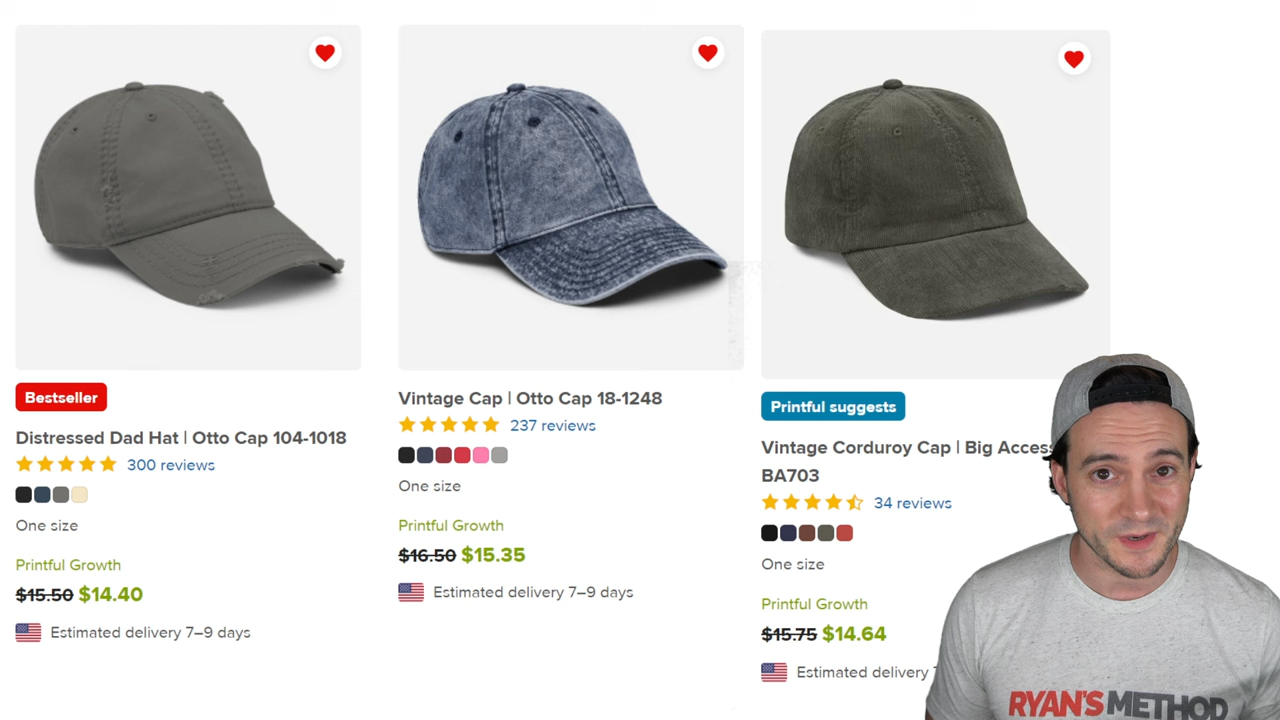 Bestseller
Distressed Dad Hat | Otto Cap 104-1018
300 reviews
One size
Printful Growth
$15.50 $14.40
Estimated delivery 7–9 days
Vintage Cap | Otto Cap 18-1248
237 reviews
One size
Printful Growth
$16.50 $15.35
Estimated delivery 7–9 days
Printful suggests
Vintage Corduroy Cap | Big Access
BA703
34 reviews
One size
Printful Growth
$15.75 $14.64
Estimated delivery
RYAN'S METHOD